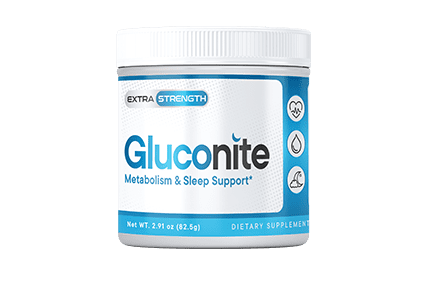 EXTRA STRENGTH
Gluconite
Metabolism & Sleep Support*
Net WT. 2.91 oz (82.5g)
DIETARY SUPPLEMENT